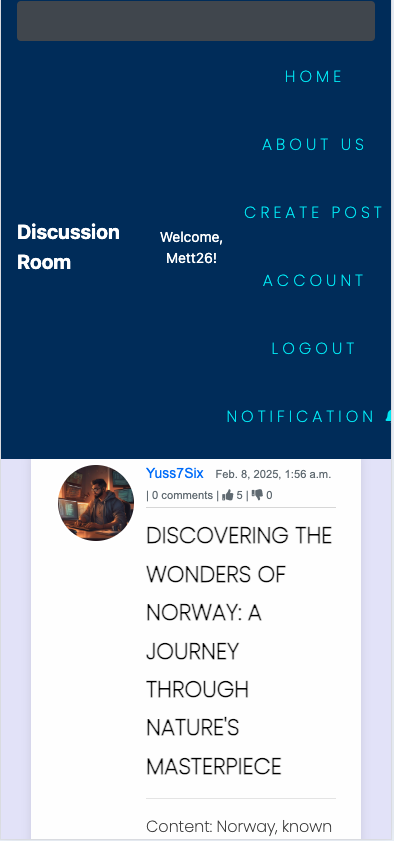 HOME
ABOUT US
CREATE POST
Discussion
Room
Welcome,
Mett26!
ACCOUNT
LOGOUT
NOTIFICATION
Yuss7Six Feb. 8, 2025, 1:56 a.m.
| 0 comments | 5 | 0
DISCOVERING THE
WONDERS OF
NORWAY: A
JOURNEY
THROUGH
NATURE'S
MASTERPIECE
Content: Norway, known